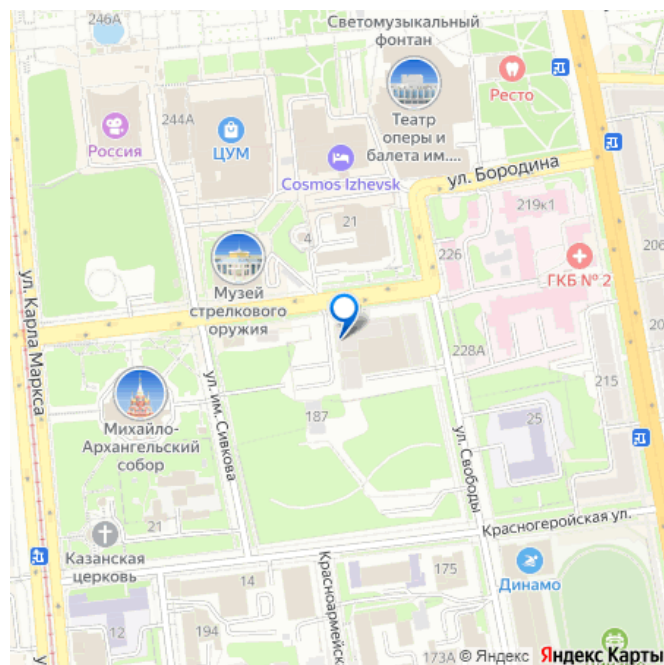 246А
Светомузыкальный
фонтан
Ресто
Театр
оперы и
балета им....
244А
Россия
ЦУМ
Cosmos Izhevsk
ул. Бородина
219к1
21
4
226
206
ГКБ № 2
Музей
стрелкового
оружия
ул. Карла Маркса
228А
215
ул. им. Сивкова
Михайло-
Архангельский
собор
187
25
ул. Свободы
21
Казанская
церковь
Красногеройская ул.
14
Красноармейск
175
Динамо
12
194
173А
© Яндекс Яндекс Карты